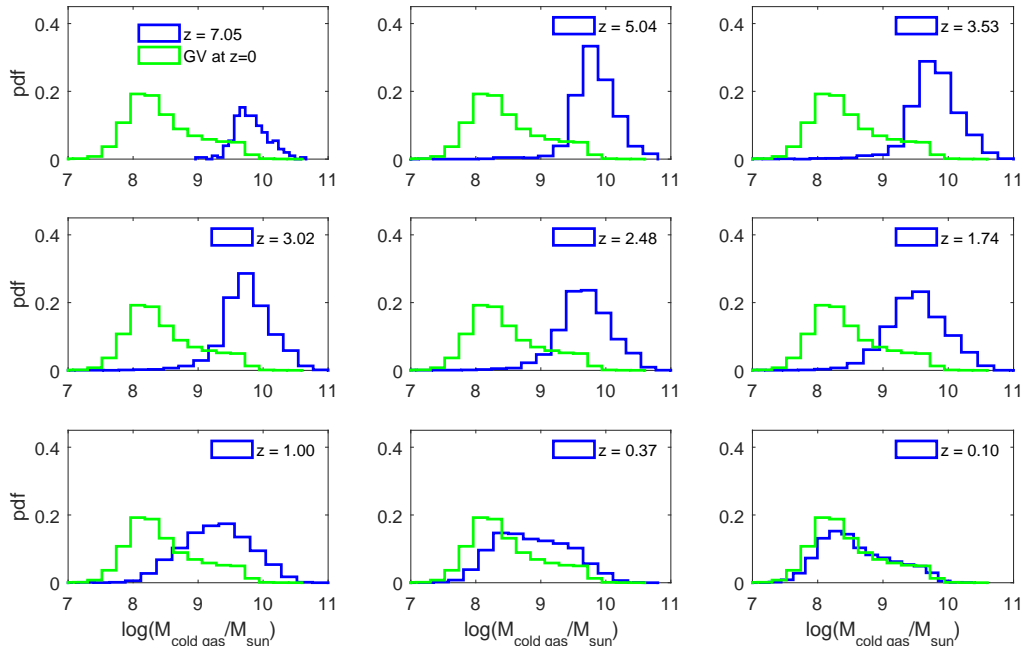 0.4
0.2
0
pdf
7 8 9 10 11
z = 7.05
GV at z=0
0.4
0.2
0
7 8 9 10 11
z = 5.04
0.4
0.2
0
7 8 9 10 11
z = 3.53
0.4
0.2
0
pdf
7 8 9 10 11
z = 3.02
0.4
0.2
0
7 8 9 10 11
z = 2.48
0.4
0.2
0
7 8 9 10 11
z = 1.74
0.4
0.2
0
pdf
7 8 9 10 11
z = 1.00
log(M_cold gas/M_sun)
0.4
0.2
0
7 8 9 10 11
z = 0.37
log(M_cold gas/M_sun)
0.4
0.2
0
7 8 9 10 11
z = 0.10
log(M_cold gas/M_sun)